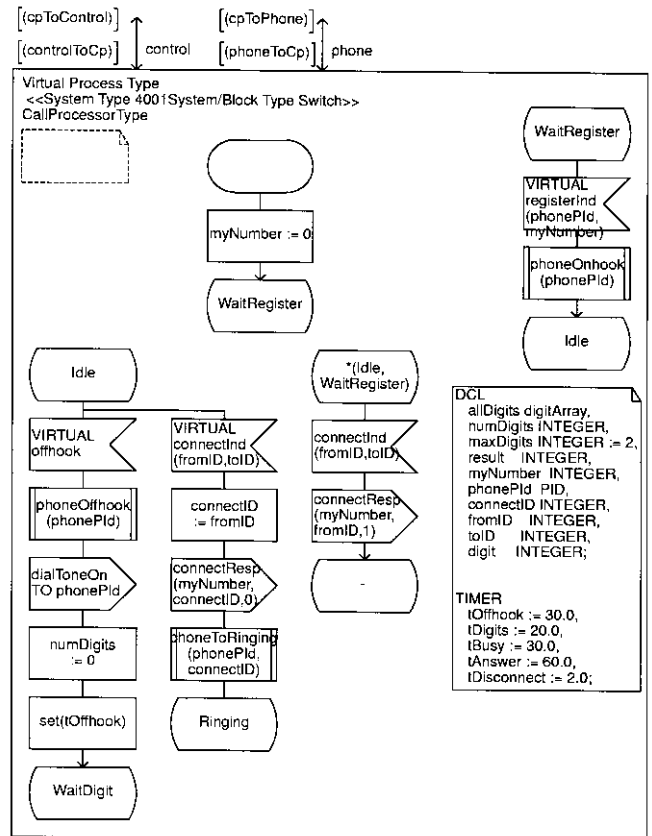 [(cpToControl)]
[(controlToCp)]
control
[(cpToPhone)]
[(phoneToCp)]
phone
Virtual Process Type
<<System Type 4001System/Block Type Switch>>
CallProcessorType
myNumber := 0
WaitRegister
WaitRegister
VIRTUAL
registerInd
(phonePId,
myNumber)
phoneOnhook
(phonePId)
Idle
Idle
VIRTUAL
offhook
phoneOffhook
(phonePId)
dialToneOn
TO phonePId
numDigits
:= 0
set(tOffhook)
WaitDigit
VIRTUAL
connectInd
(fromID,toID)
connectID
:= fromID
connectResp
(myNumber,
connectID,0)
phoneToRinging
(phonePId,
connectID)
Ringing
*(Idle,
WaitRegister)
connectInd
(fromID,toID)
connectResp
(myNumber,
fromID,1)
-
DCL
allDigits digitArray,
numDigits INTEGER,
maxDigits INTEGER := 2,
result INTEGER,
myNumber INTEGER,
phonePId PID,
connectID INTEGER,
fromID INTEGER,
toID INTEGER,
digit INTEGER;
TIMER
tOffhook := 30.0,
tDigits := 20.0,
tBusy := 30.0,
tAnswer := 60.0,
tDisconnect := 2.0;